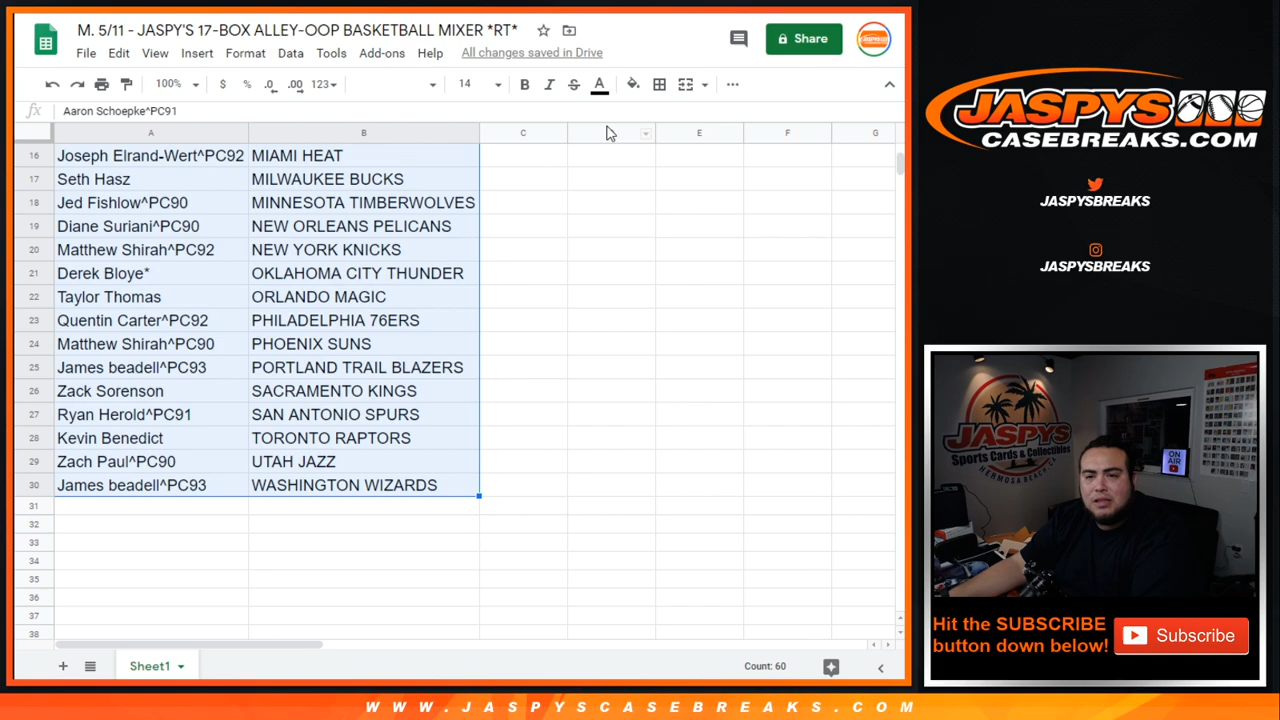 M. 5/11 - JASPY'S 17-BOX ALLEY-OOP BASKETBALL MIXER *RT*
File Edit View Insert Format Data Tools Add-ons Help All changes saved in Drive
Share
100% $ % .0 .00 123 14 B I S A
fx Aaron Schoepke^PC91
A B C E F G
16 Joseph Elrand-Wert^PC92 MIAMI HEAT
17 Seth Hasz MILWAUKEE BUCKS
18 Jed Fishlow^PC90 MINNESOTA TIMBERWOLVES
19 Diane Suriani^PC90 NEW ORLEANS PELICANS
20 Matthew Shirah^PC92 NEW YORK KNICKS
21 Derek Bloye* OKLAHOMA CITY THUNDER
22 Taylor Thomas ORLANDO MAGIC
23 Quentin Carter^PC92 PHILADELPHIA 76ERS
24 Matthew Shirah^PC90 PHOENIX SUNS
25 James beadell^PC93 PORTLAND TRAIL BLAZERS
26 Zack Sorenson SACRAMENTO KINGS
27 Ryan Herold^PC91 SAN ANTONIO SPURS
28 Kevin Benedict TORONTO RAPTORS
29 Zach Paul^PC90 UTAH JAZZ
30 James beadell^PC93 WASHINGTON WIZARDS
31
32
33
34
35
36
37
38
Sheet1
Count: 60
JASPYS
CASEBREAKS.COM
JASPYSBREAKS
JASPYSBREAKS
JASPYS
Sports Cards & Collectibles
HERMOSA BEACH, CA
ON AIR
Hit the SUBSCRIBE
button down below!
Subscribe
WWW.JASPYSCASEBREAKS.COM